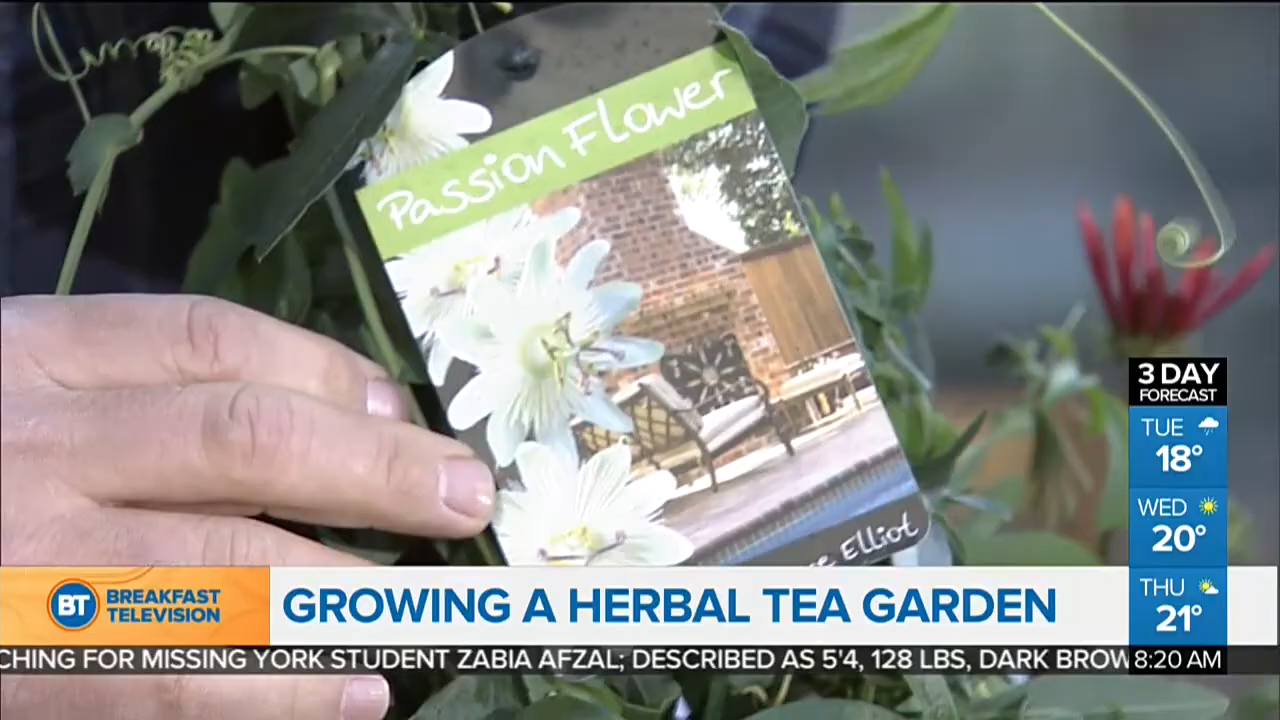 Passion Flower
Elliot
3 DAY
FORECAST
TUE
18°
WED
20°
THU
21°
BT BREAKFAST
TELEVISION
GROWING A HERBAL TEA GARDEN
CHING FOR MISSING YORK STUDENT ZABIA AFZAL; DESCRIBED AS 5'4, 128 LBS, DARK BROW
8:20 AM